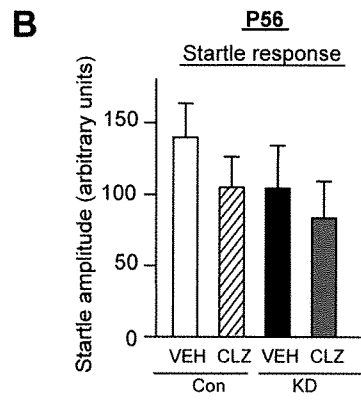 B
P56
Startle response
Startle amplitude (arbitrary units)
150
100
50
0
VEH CLZ VEH CLZ
Con KD